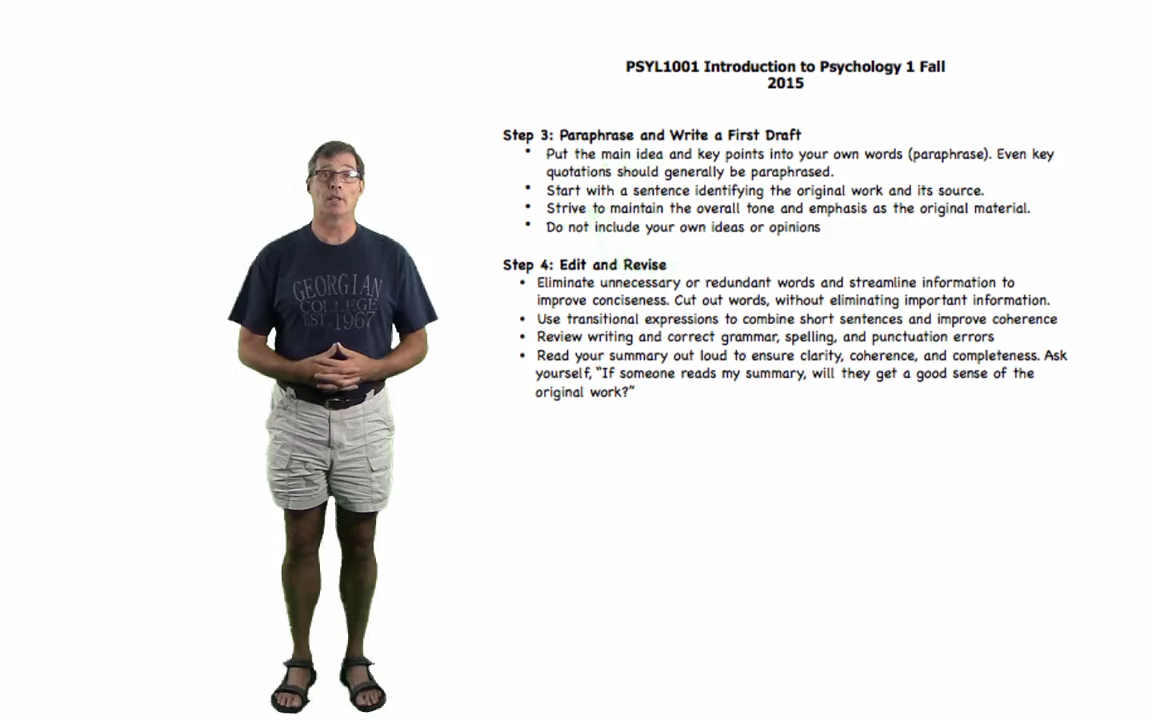 PSYL1001 Introduction to Psychology 1 Fall
2015
Step 3: Paraphrase and Write a First Draft
• Put the main idea and key points into your own words (paraphrase). Even key
quotations should generally be paraphrased.
• Start with a sentence identifying the original work and its source.
• Strive to maintain the overall tone and emphasis as the original material.
• Do not include your own ideas or opinions
Step 4: Edit and Revise
• Eliminate unnecessary or redundant words and streamline information to
improve conciseness. Cut out words, without eliminating important information.
• Use transitional expressions to combine short sentences and improve coherence
• Review writing and correct grammar, spelling, and punctuation errors
• Read your summary out loud to ensure clarity, coherence, and completeness. Ask
yourself, “If someone reads my summary, will they get a good sense of the
original work?”
GEORGIAN
COLLEGE
EST. 1967